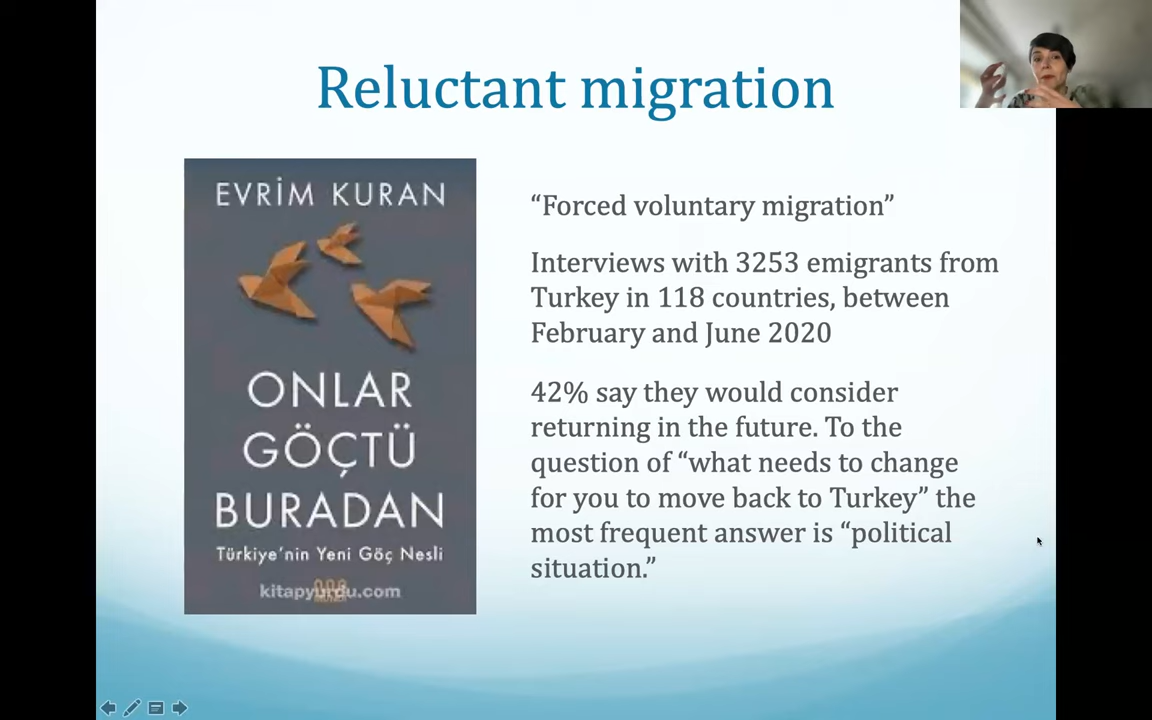 Reluctant migration
EVRİM KURAN
ONLAR
GÖÇTÜ
BURADAN
Türkiye'nin Yeni Göç Nesli
kitapyurdu.com
“Forced voluntary migration”
Interviews with 3253 emigrants from
Turkey in 118 countries, between
February and June 2020
42% say they would consider
returning in the future. To the
question of “what needs to change
for you to move back to Turkey” the
most frequent answer is “political
situation.”